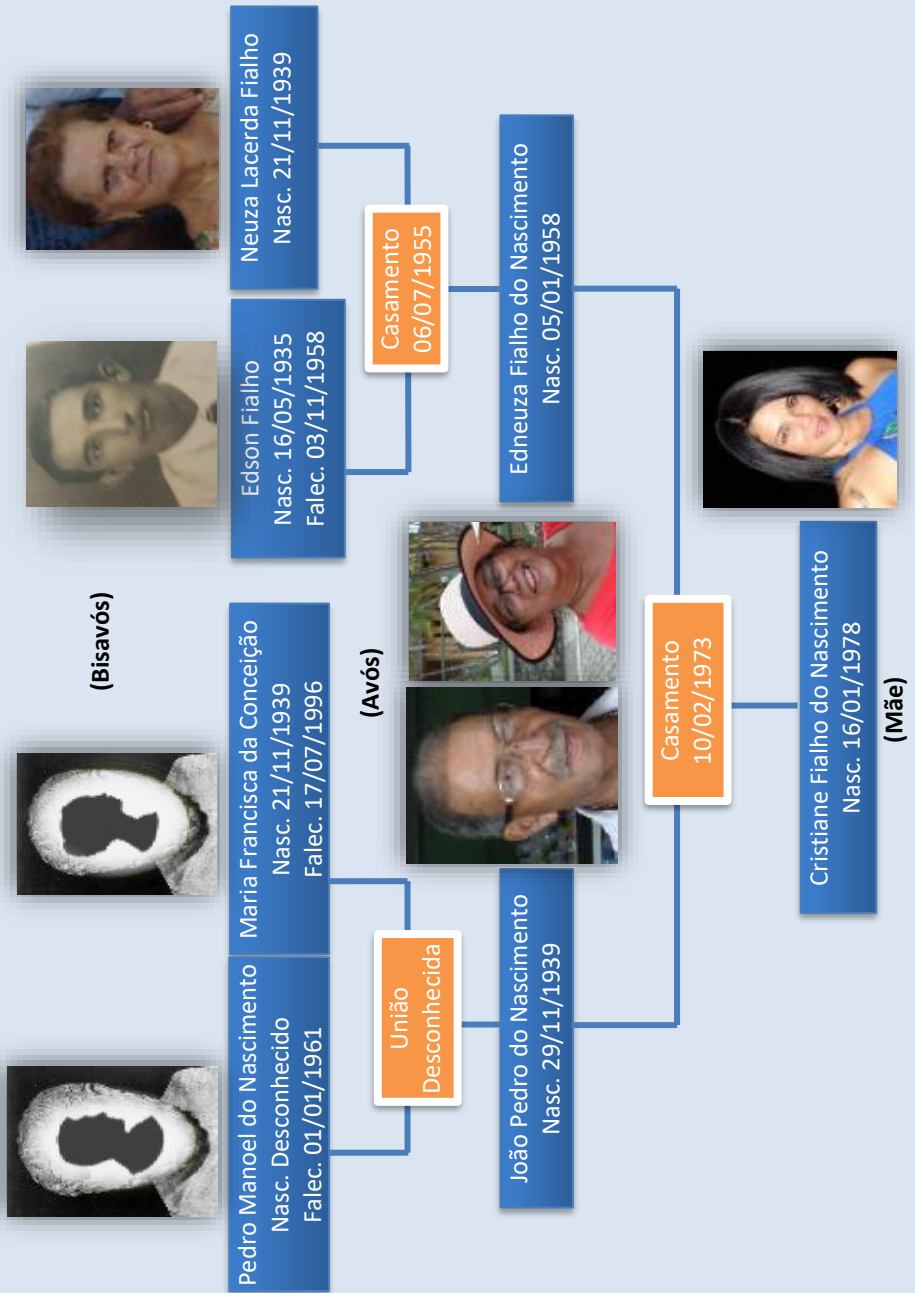 (Bisavós)
Pedro Manoel do Nascimento
Nasc. Desconhecido
Falec. 01/01/1961
Maria Francisca da Conceição
Nasc. 21/11/1939
Falec. 17/07/1996
Edson Fialho
Nasc. 16/05/1935
Falec. 03/11/1958
Neuza Lacerda Fialho
Nasc. 21/11/1939
União
Desconhecida
(Avós)
Casamento
06/07/1955
João Pedro do Nascimento
Nasc. 29/11/1939
Edneuza Fialho do Nascimento
Nasc. 05/01/1958
Casamento
10/02/1973
Cristiane Fialho do Nascimento
Nasc. 16/01/1978
(Mãe)